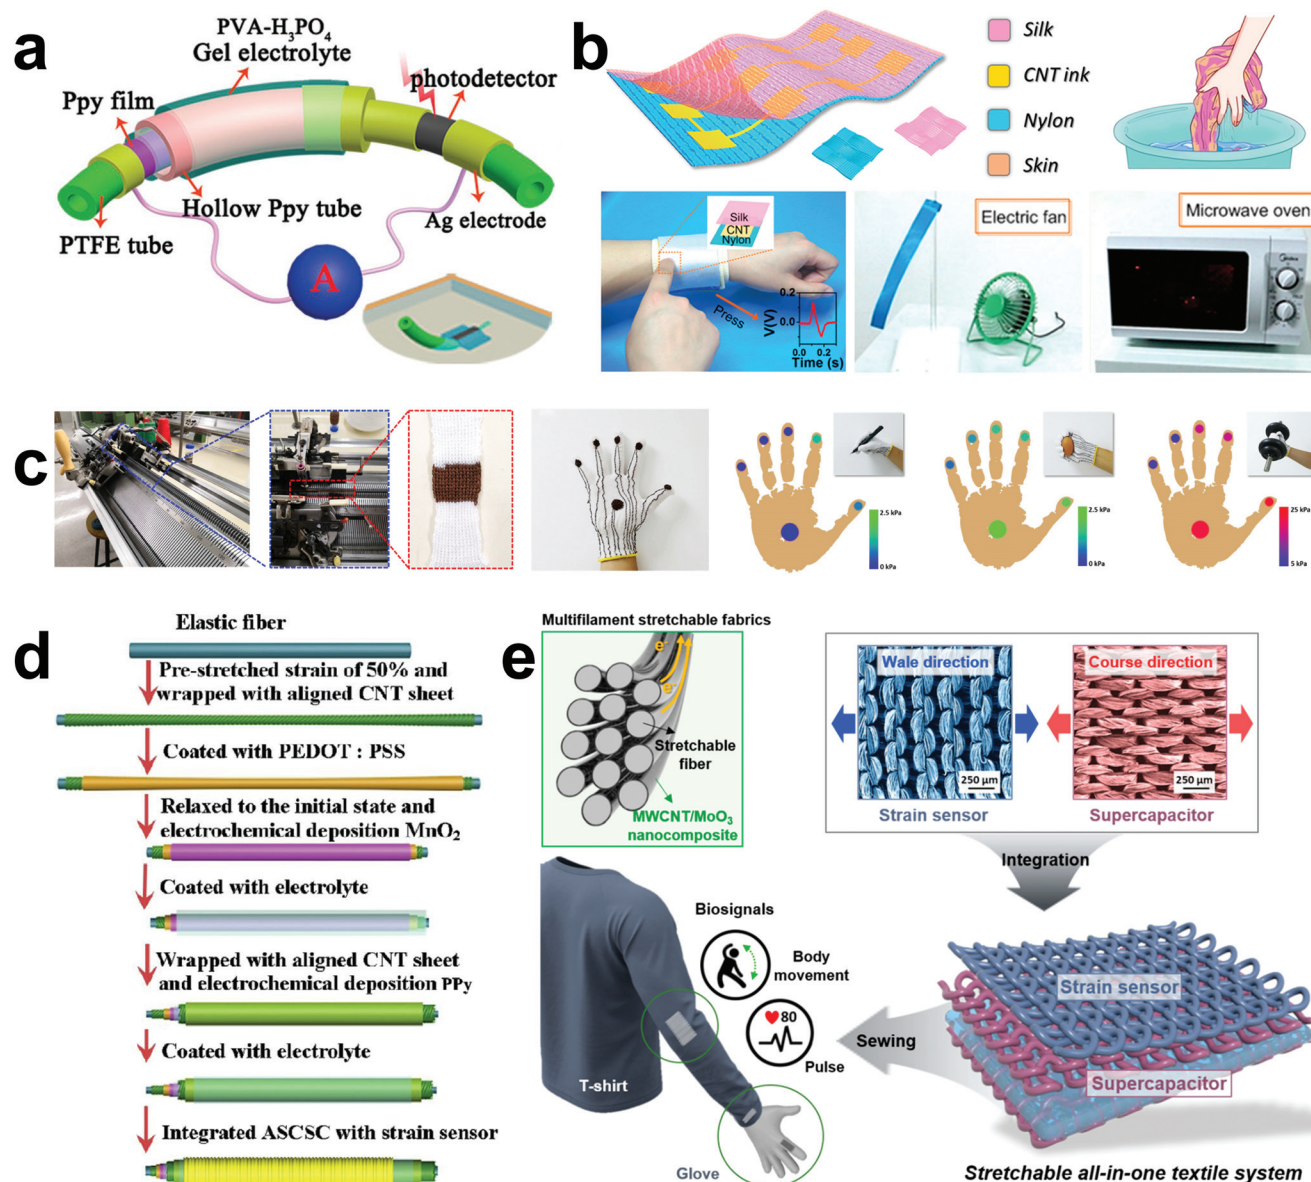 a
PVA-H₃PO₄
Gel electrolyte
photodetector
Ppy film
Hollow Ppy tube
Ag electrode
PTFE tube
A
b
Silk
CNT ink
Nylon
Skin
Silk
CNT
Nylon
Press
0.2
0.0
V(V)
0.0 0.2
Time (s)
Electric fan
Microwave oven
Midea
c
2.5 kPa
0 kPa
2.5 kPa
0 kPa
25 kPa
5 kPa
d
Elastic fiber
Pre-stretched strain of 50% and
wrapped with aligned CNT sheet
Coated with PEDOT : PSS
Relaxed to the initial state and
electrochemical deposition MnO₂
Coated with electrolyte
Wrapped with aligned CNT sheet
and electrochemical deposition PPy
Coated with electrolyte
Integrated ASCSC with strain sensor
e
Multifilament stretchable fabrics
e⁻
e⁻
Stretchable
fiber
MWCNT/MoO₃
nanocomposite
Wale direction
250 µm
Strain sensor
Course direction
250 µm
Supercapacitor
Integration
Biosignals
Body
movement
80
Pulse
T-shirt
Glove
Sewing
Strain sensor
Supercapacitor
Stretchable all-in-one textile system